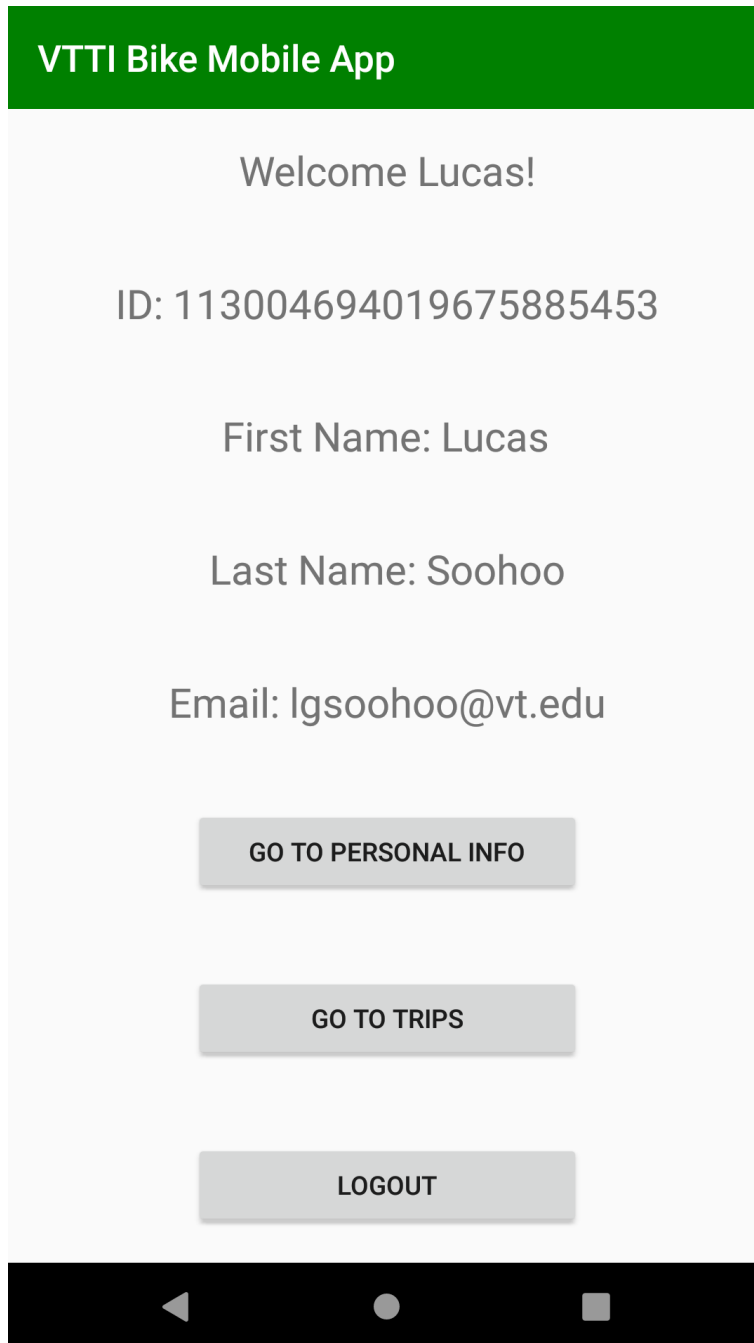 VTTI Bike Mobile App
Welcome Lucas!
ID: 113004694019675885453
First Name: Lucas
Last Name: Soohoo
Email: lgsoohoo@vt.edu
GO TO PERSONAL INFO
GO TO TRIPS
LOGOUT